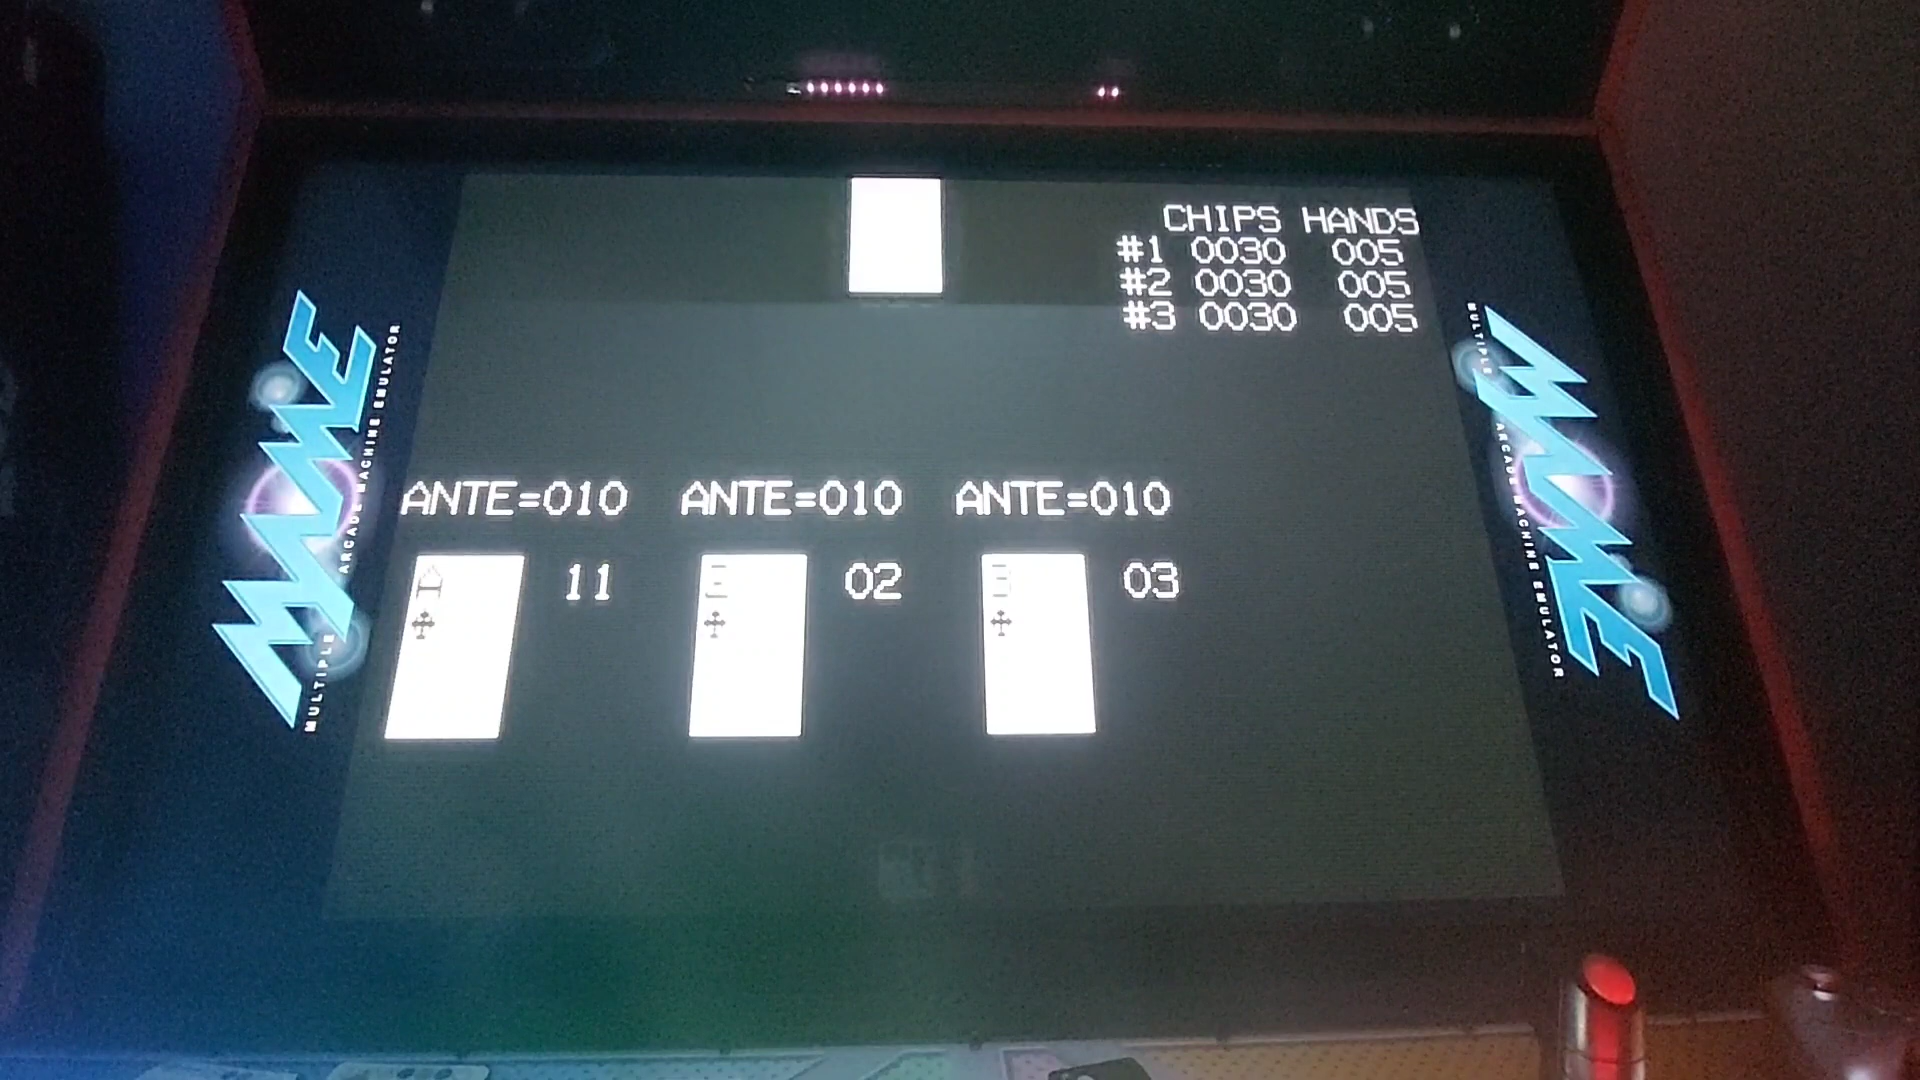 CHIPS HANDS
#1 0030 005
#2 0030 005
#3 0030 005
ANTE=010 ANTE=010 ANTE=010
A 11 2 02 3 03
MAME
MULTIPLE ARCADE MACHINE EMULATOR
MAME
MULTIPLE ARCADE MACHINE EMULATOR